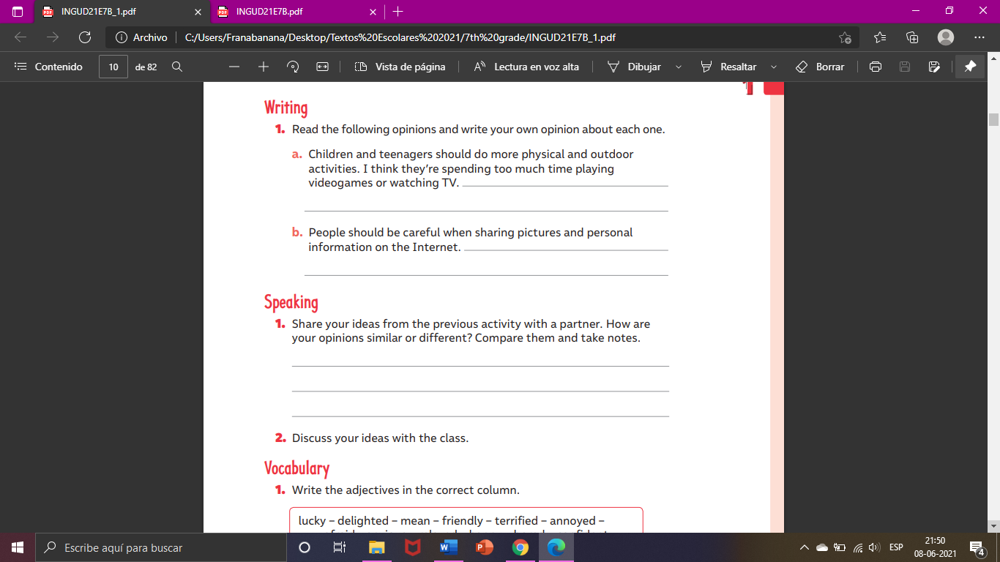 INGUD21E7B_1.pdf
INGUD21E7B.pdf
Archivo
C:/Users/Franabanana/Desktop/Textos%20Escolares%202021/7th%20grade/INGUD21E7B_1.pdf
Contenido
10
de 82
Vista de página
Lectura en voz alta
Dibujar
Resaltar
Borrar
Writing
1. Read the following opinions and write your own opinion about each one.
a. Children and teenagers should do more physical and outdoor
activities. I think they're spending too much time playing
videogames or watching TV.
b. People should be careful when sharing pictures and personal
information on the Internet.
Speaking
1. Share your ideas from the previous activity with a partner. How are
your opinions similar or different? Compare them and take notes.
2. Discuss your ideas with the class.
Vocabulary
1. Write the adjectives in the correct column.
lucky – delighted – mean – friendly – terrified – annoyed –
Escribe aquí para buscar
ESP
21:50
08-06-2021
4